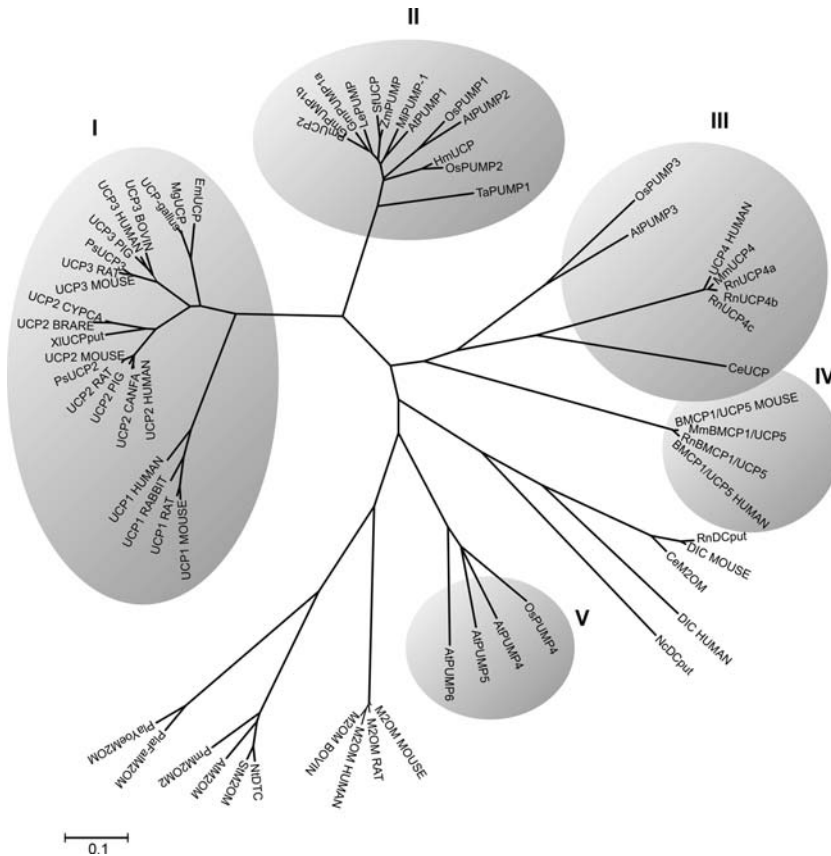 I
EmUCP
MgUCP
UCP-gallus
UCP3 BOVIN
UCP3 HUMAN
UCP3 PIG
PsUCP3
UCP3 RAT
UCP3 MOUSE
UCP2 CYPCA
UCP2 BRARE
XIUCPput
UCP2 MOUSE
PsUCP2
UCP2 RAT
UCP2 PIG
UCP2 CANFA
UCP2 HUMAN
UCP1 HUMAN
UCP1 RABBIT
UCP1 RAT
UCP1 MOUSE
II
GmPUMP1b
GmPUMP1a
LePUMP
SfUCP
ZmPUMP
MiPUMP-1
AtPUMP1
OsPUMP1
AtPUMP2
HmUCP
OsPUMP2
TaPUMP1
III
OsPUMP3
AtPUMP3
UCP4 HUMAN
MmUCP4
RnUCP4a
RnUCP4b
RnUCP4c
CeUCP
IV
BMCP1/UCP5 MOUSE
MmBMCP1/UCP5
RnBMCP1/UCP5
BMCP1/UCP5 HUMAN
RnDCput
DIC MOUSE
CeM2OM
DIC HUMAN
NcDCput
V
OsPUMP4
AtPUMP4
AtPUMP5
AtPUMP6
M2OM MOUSE
M2OM RAT
M2OM HUMAN
M2OM BOVIN
NtDTC
StM2OM
AtM2OM
PmM2OM2
PlaFalM2OM
PlaYoeM2OM
0.1